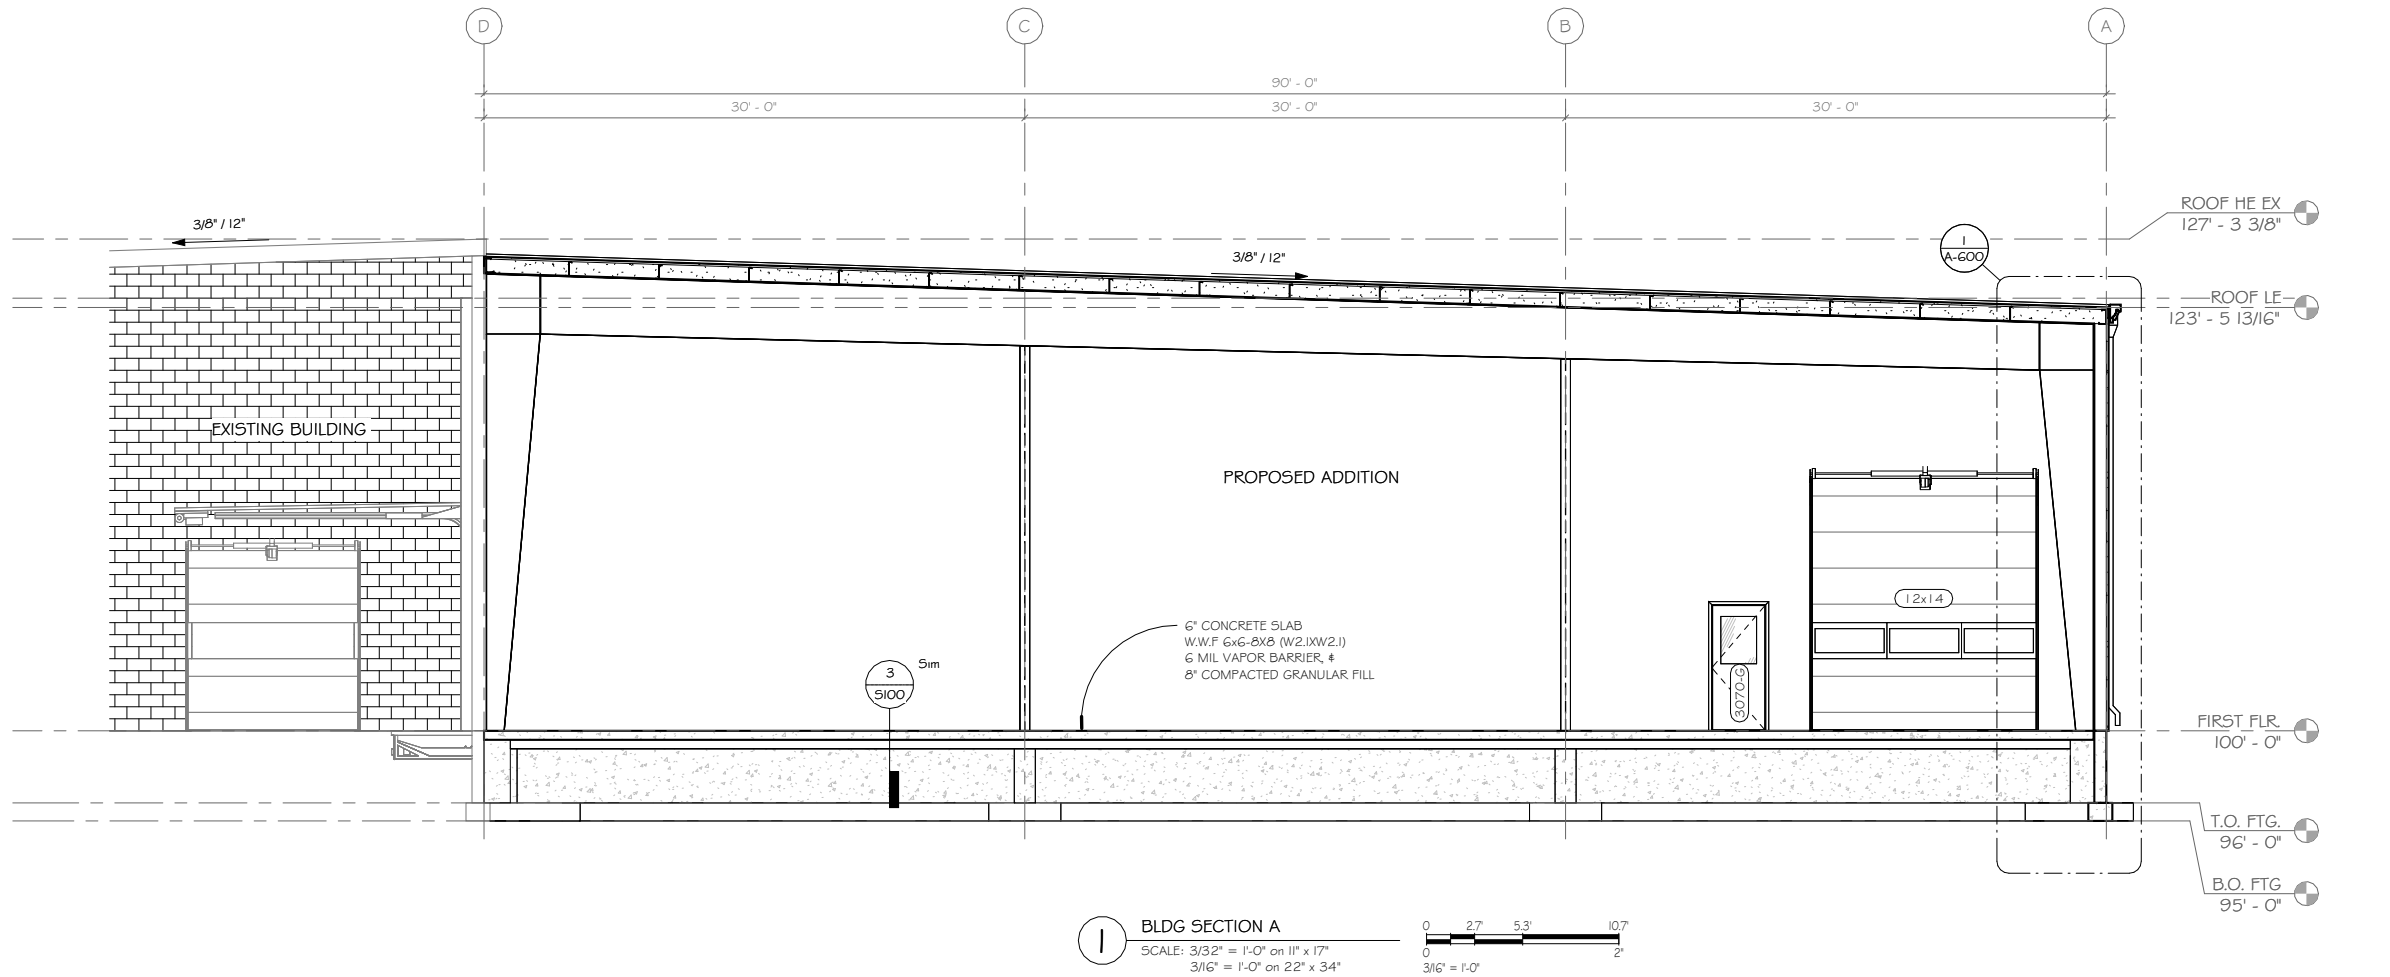 D
C
B
A
90' - 0"
30' - 0"
30' - 0"
30' - 0"
ROOF HE EX
127' - 3 3/8"
3/8" / 12"
1
A-600
3/8" / 12"
ROOF LE
123' - 5 13/16"
EXISTING BUILDING
PROPOSED ADDITION
12x14
6" CONCRETE SLAB
W.W.F 6x6-8X8 (W2.1XW2.1)
6 MIL VAPOR BARRIER, &
8" COMPACTED GRANULAR FILL
3
S100
Sim
3070-G
FIRST FLR.
100' - 0"
T.O. FTG.
96' - 0"
B.O. FTG
95' - 0"
1
BLDG SECTION A
SCALE: 3/32" = 1'-0" on 11" x 17"
3/16" = 1'-0" on 22" x 34"
0 2.7' 5.3' 10.7'
0 2"
3/16" = 1'-0"